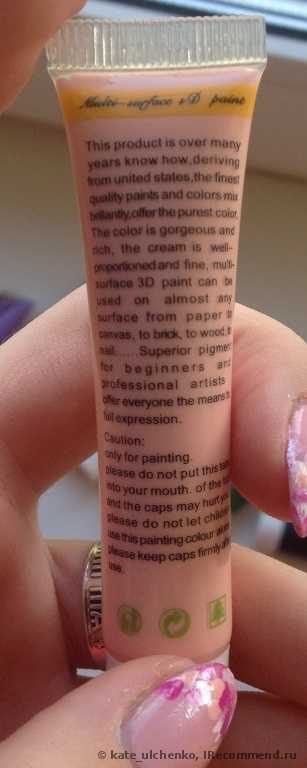 Multi-surface 3D paint
This product is over many
years know how,deriving
from united states,the finest
quality paints and colors mix
brillantly,offer the purest color,
The color is gorgeous and
rich, the cream is well-
proportioned and fine, multi-
surface 3D paint can be
used on almost any
surface from paper to
canvas, to brick, to wood, to
nail......Superior pigment
for beginners and
professional artists
offer everyone the means to
full expression.
Caution:
only for painting.
please do not put this
into your mouth. of the
and the caps may hurt you
please do not let children
use this painting colour
please keep caps firmly
use.
© kate_ulchenko, IRecommend.ru